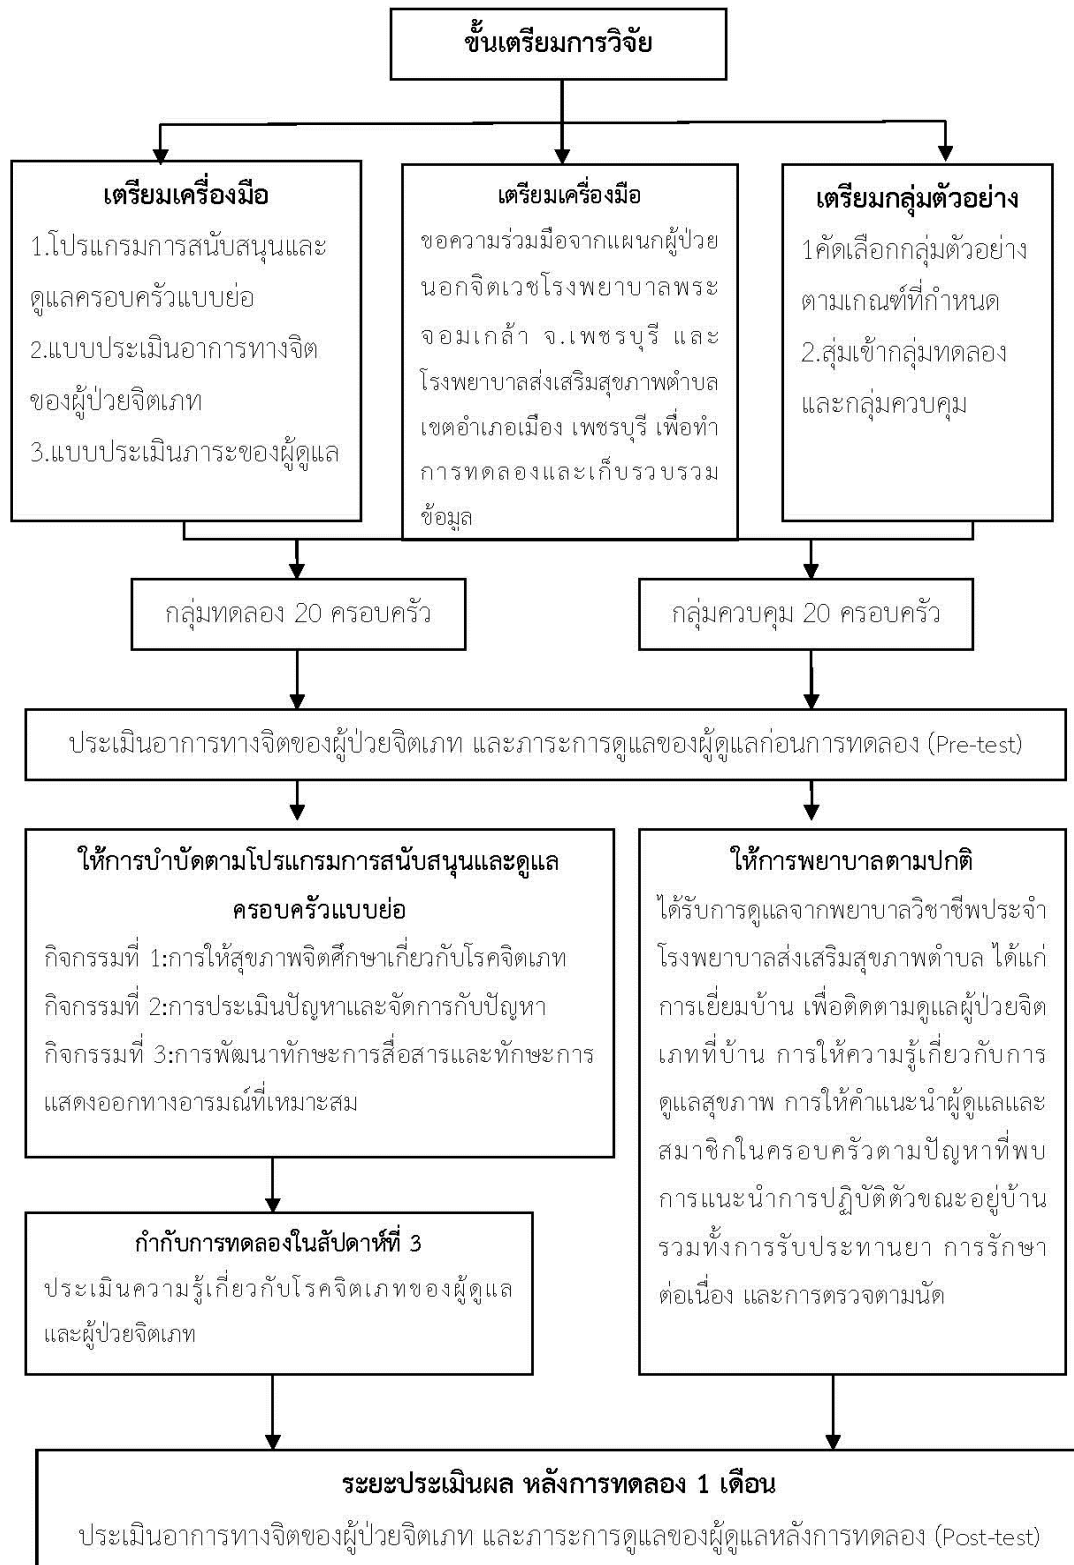 ขั้นเตรียมการวิจัย
เตรียมเครื่องมือ
1.โปรแกรมการสนับสนุนและ
ดูแลครอบครัวแบบย่อ
2.แบบประเมินอาการทางจิต
ของผู้ป่วยจิตเภท
3.แบบประเมินภาระของผู้ดูแล
เตรียมเครื่องมือ
ขอความร่วมมือจากแผนกผู้ป่วย
นอกจิตเวชโรงพยาบาลพระ
จอมเกล้า จ.เพชรบุรี และ
โรงพยาบาลส่งเสริมสุขภาพตำบล
เขตอำเภอเมือง เพชรบุรี เพื่อทำ
การทดลองและเก็บรวบรวม
ข้อมูล
เตรียมกลุ่มตัวอย่าง
1คัดเลือกกลุ่มตัวอย่าง
ตามเกณฑ์ที่กำหนด
2.สุ่มเข้ากลุ่มทดลอง
และกลุ่มควบคุม
กลุ่มทดลอง 20 ครอบครัว
กลุ่มควบคุม 20 ครอบครัว
ประเมินอาการทางจิตของผู้ป่วยจิตเภท และภาระการดูแลของผู้ดูแลก่อนการทดลอง (Pre-test)
ให้การบำบัดตามโปรแกรมการสนับสนุนและดูแล
ครอบครัวแบบย่อ
กิจกรรมที่ 1:การให้สุขภาพจิตศึกษาเกี่ยวกับโรคจิตเภท
กิจกรรมที่ 2:การประเมินปัญหาและจัดการกับปัญหา
กิจกรรมที่ 3:การพัฒนาทักษะการสื่อสารและทักษะการ
แสดงออกทางอารมณ์ที่เหมาะสม
ให้การพยาบาลตามปกติ
ได้รับการดูแลจากพยาบาลวิชาชีพประจำ
โรงพยาบาลส่งเสริมสุขภาพตำบล ได้แก่
การเยี่ยมบ้าน เพื่อติดตามดูแลผู้ป่วยจิต
เภทที่บ้าน การให้ความรู้เกี่ยวกับการ
ดูแลสุขภาพ การให้คำแนะนำผู้ดูแลและ
สมาชิกในครอบครัวตามปัญหาที่พบ
การแนะนำการปฏิบัติตัวขณะอยู่บ้าน
รวมทั้งการรับประทานยา การรักษา
ต่อเนื่อง และการตรวจตามนัด
กำกับการทดลองในสัปดาห์ที่ 3
ประเมินความรู้เกี่ยวกับโรคจิตเภทของผู้ดูแล
และผู้ป่วยจิตเภท
ระยะประเมินผล หลังการทดลอง 1 เดือน
ประเมินอาการทางจิตของผู้ป่วยจิตเภท และภาระการดูแลของผู้ดูแลหลังการทดลอง (Post-test)